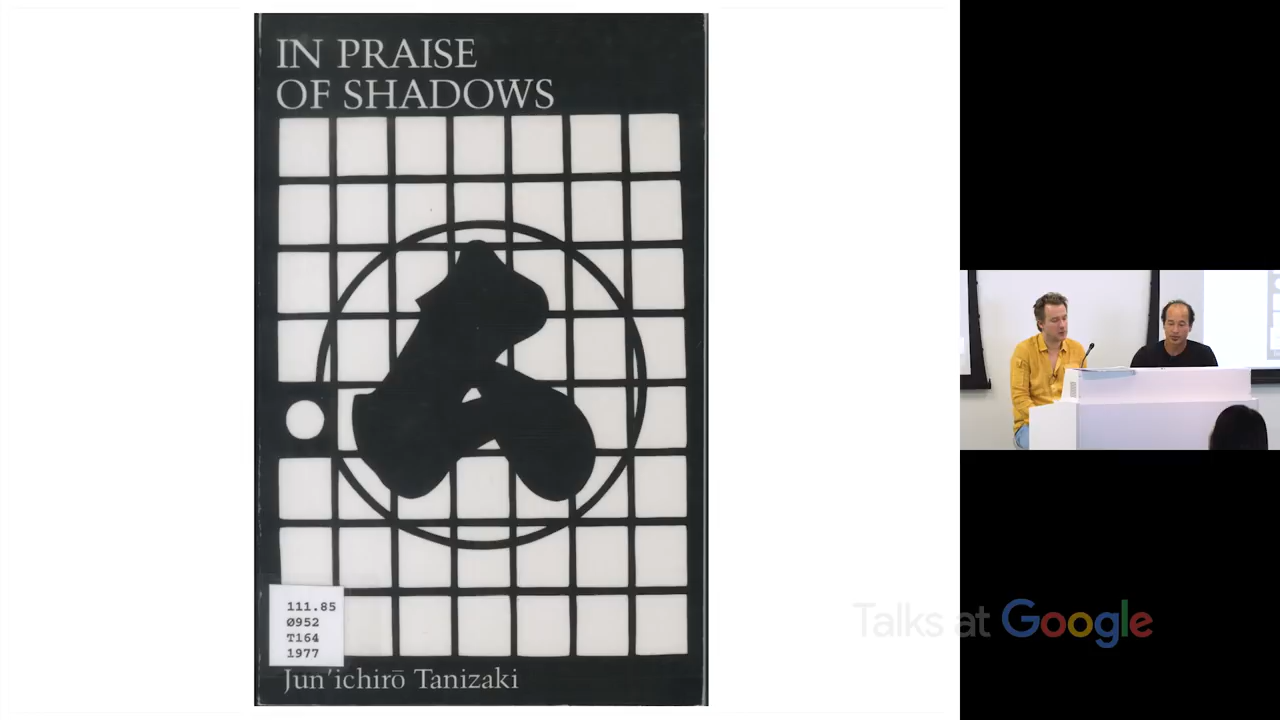 IN PRAISE
OF SHADOWS
111.85
Ø952
T164
1977
Jun'ichirō Tanizaki
Talks at Google